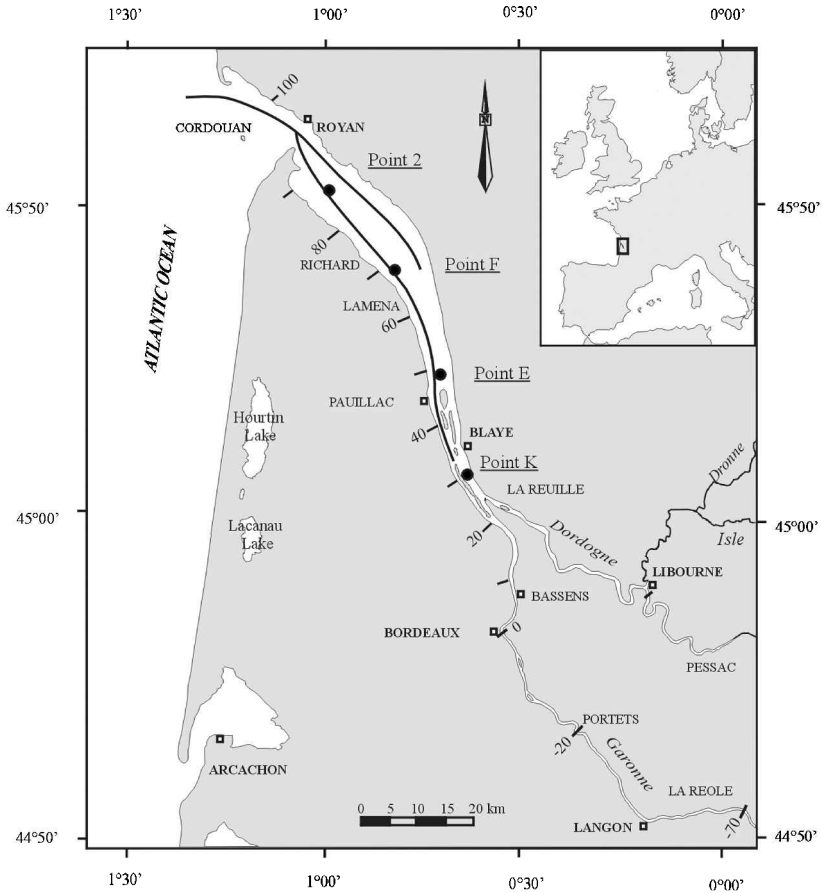 1°30’ 1°00’ 0°30’ 0°00’
100
N
CORDOUAN
ROYAN
Point 2
45°50’ 45°50’
80
RICHARD
Point F
ATLANTIC OCEAN
LAMENA
60
Point E
PAUILLAC
Hourtin
Lake
40
BLAYE
Point K
LA REUILLE
Dronne
45°00’ 45°00’
Lacanau
Lake
20
Dordogne
Isle
LIBOURNE
BASSENS
BORDEAUX
0
PESSAC
PORTETS
-20
Garonne
ARCACHON
LA REOLE
0 5 10 15 20 km
LANGON
-70
44°50’ 44°50’
1°30’ 1°00’ 0°30’ 0°00’